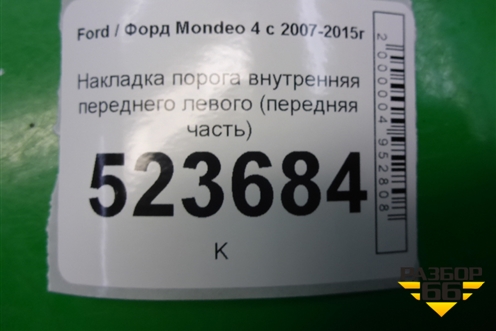 Ford / Форд Mondeo 4 с 2007-2015г
Накладка порога внутренняя
переднего левого (передняя
часть)
523684
К
2000004952808
РАЗБОР
66